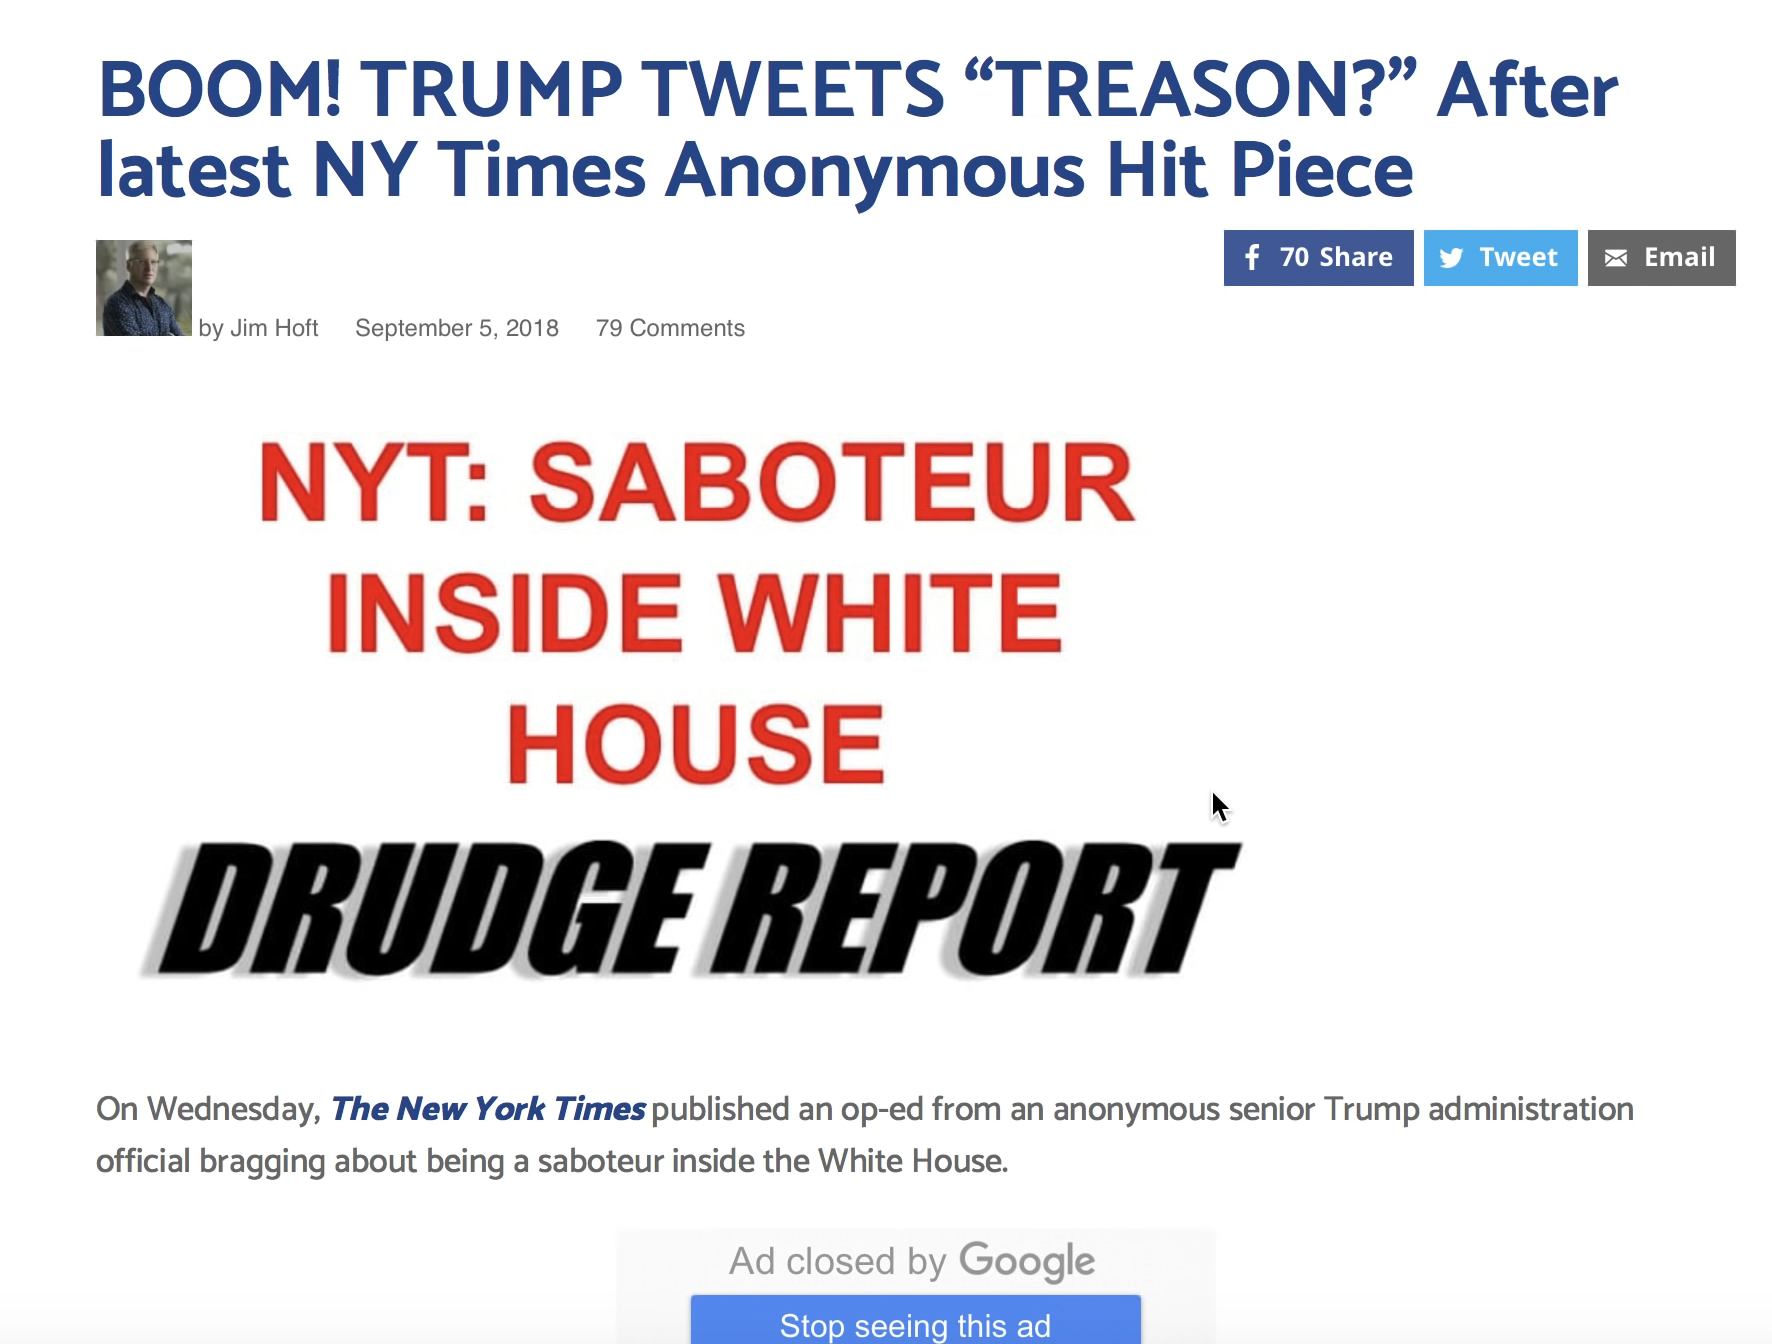 BOOM! TRUMP TWEETS “TREASON?” After
latest NY Times Anonymous Hit Piece
70 Share
Tweet
Email
by Jim Hoft September 5, 2018 79 Comments
NYT: SABOTEUR
INSIDE WHITE
HOUSE
DRUDGE REPORT
On Wednesday, The New York Times published an op-ed from an anonymous senior Trump administration
official bragging about being a saboteur inside the White House.
Ad closed by Google
Stop seeing this ad